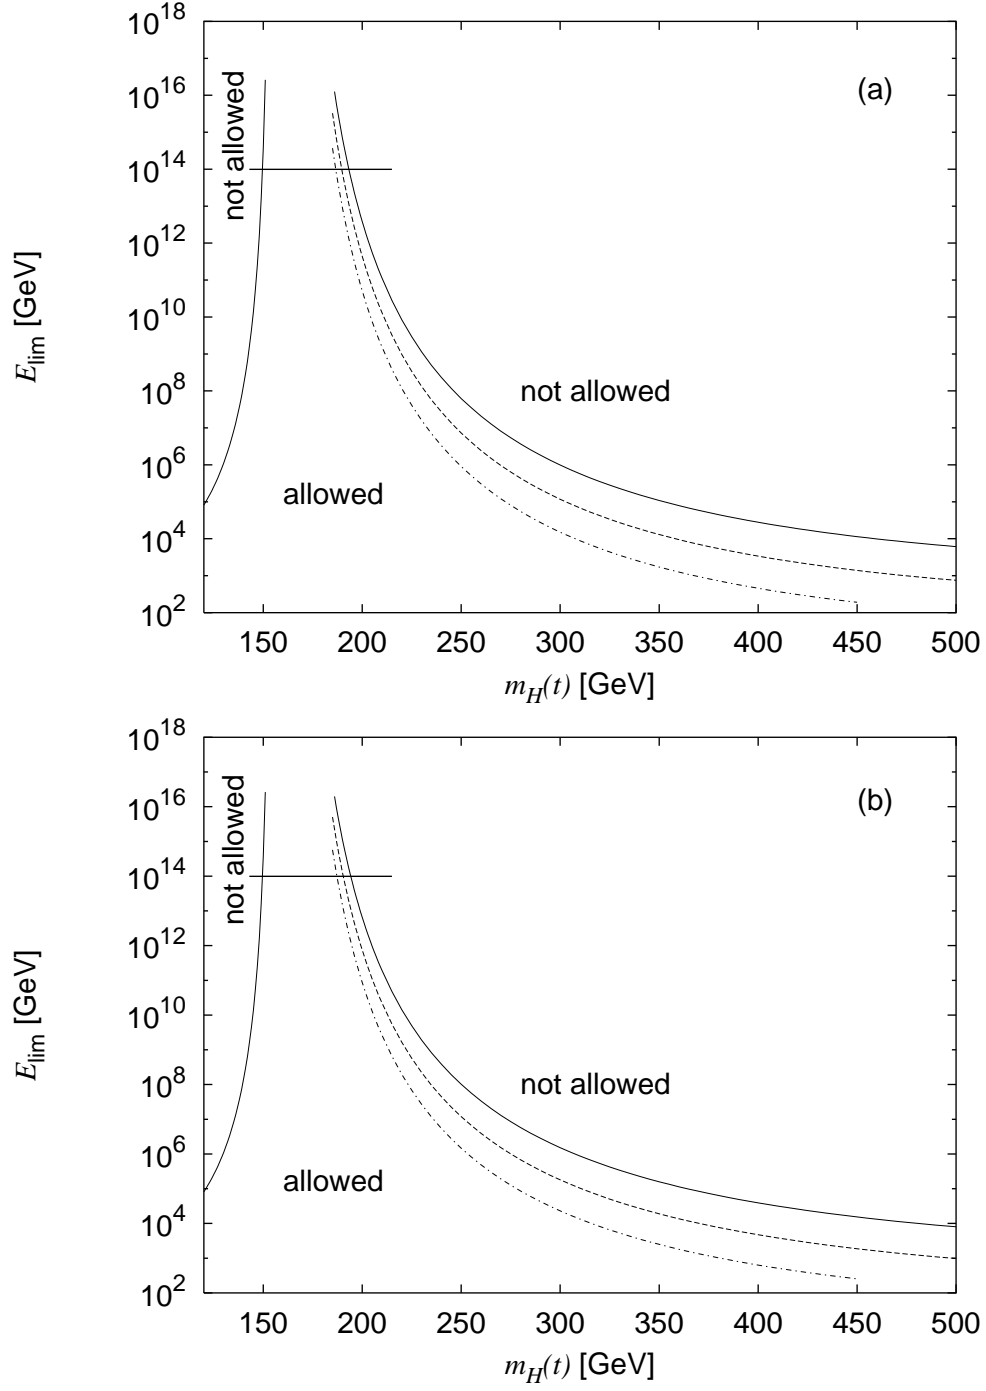 10^18
10^16
10^14
10^12
10^10
10^8
10^6
10^4
10^2
E_lim [GeV]
not allowed
(a)
not allowed
allowed
150 200 250 300 350 400 450 500
m_H(t) [GeV]
10^18
10^16
10^14
10^12
10^10
10^8
10^6
10^4
10^2
E_lim [GeV]
not allowed
(b)
not allowed
allowed
150 200 250 300 350 400 450 500
m_H(t) [GeV]